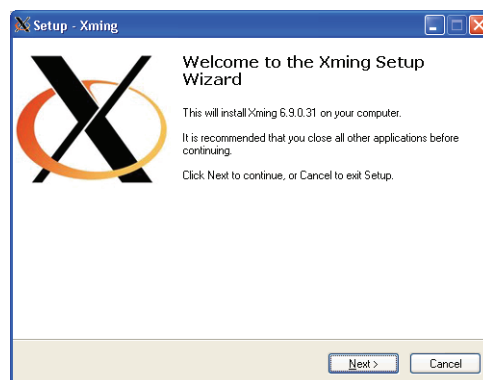 Setup - Xming
Welcome to the Xming Setup
Wizard
This will install Xming 6.9.0.31 on your computer.
It is recommended that you close all other applications before
continuing.
Click Next to continue, or Cancel to exit Setup.
Next >
Cancel